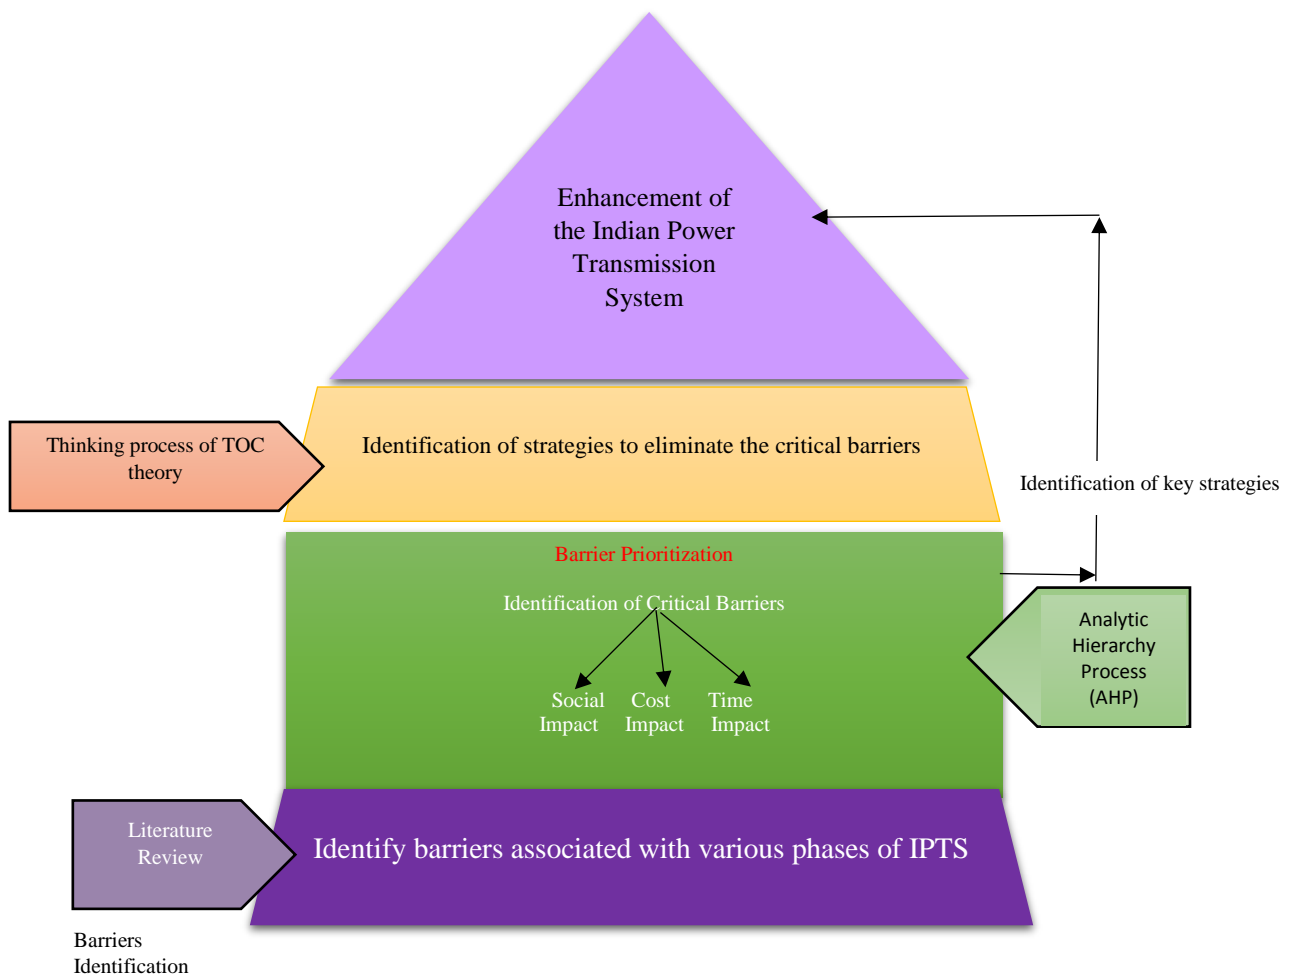 Enhancement of
the Indian Power
Transmission
System
Thinking process of TOC
theory
Identification of strategies to eliminate the critical barriers
Identification of key strategies
Barrier Prioritization
Identification of Critical Barriers
Social Cost Time
Impact Impact Impact
Analytic
Hierarchy
Process
(AHP)
Literature
Review
Identify barriers associated with various phases of IPTS
Barriers
Identification